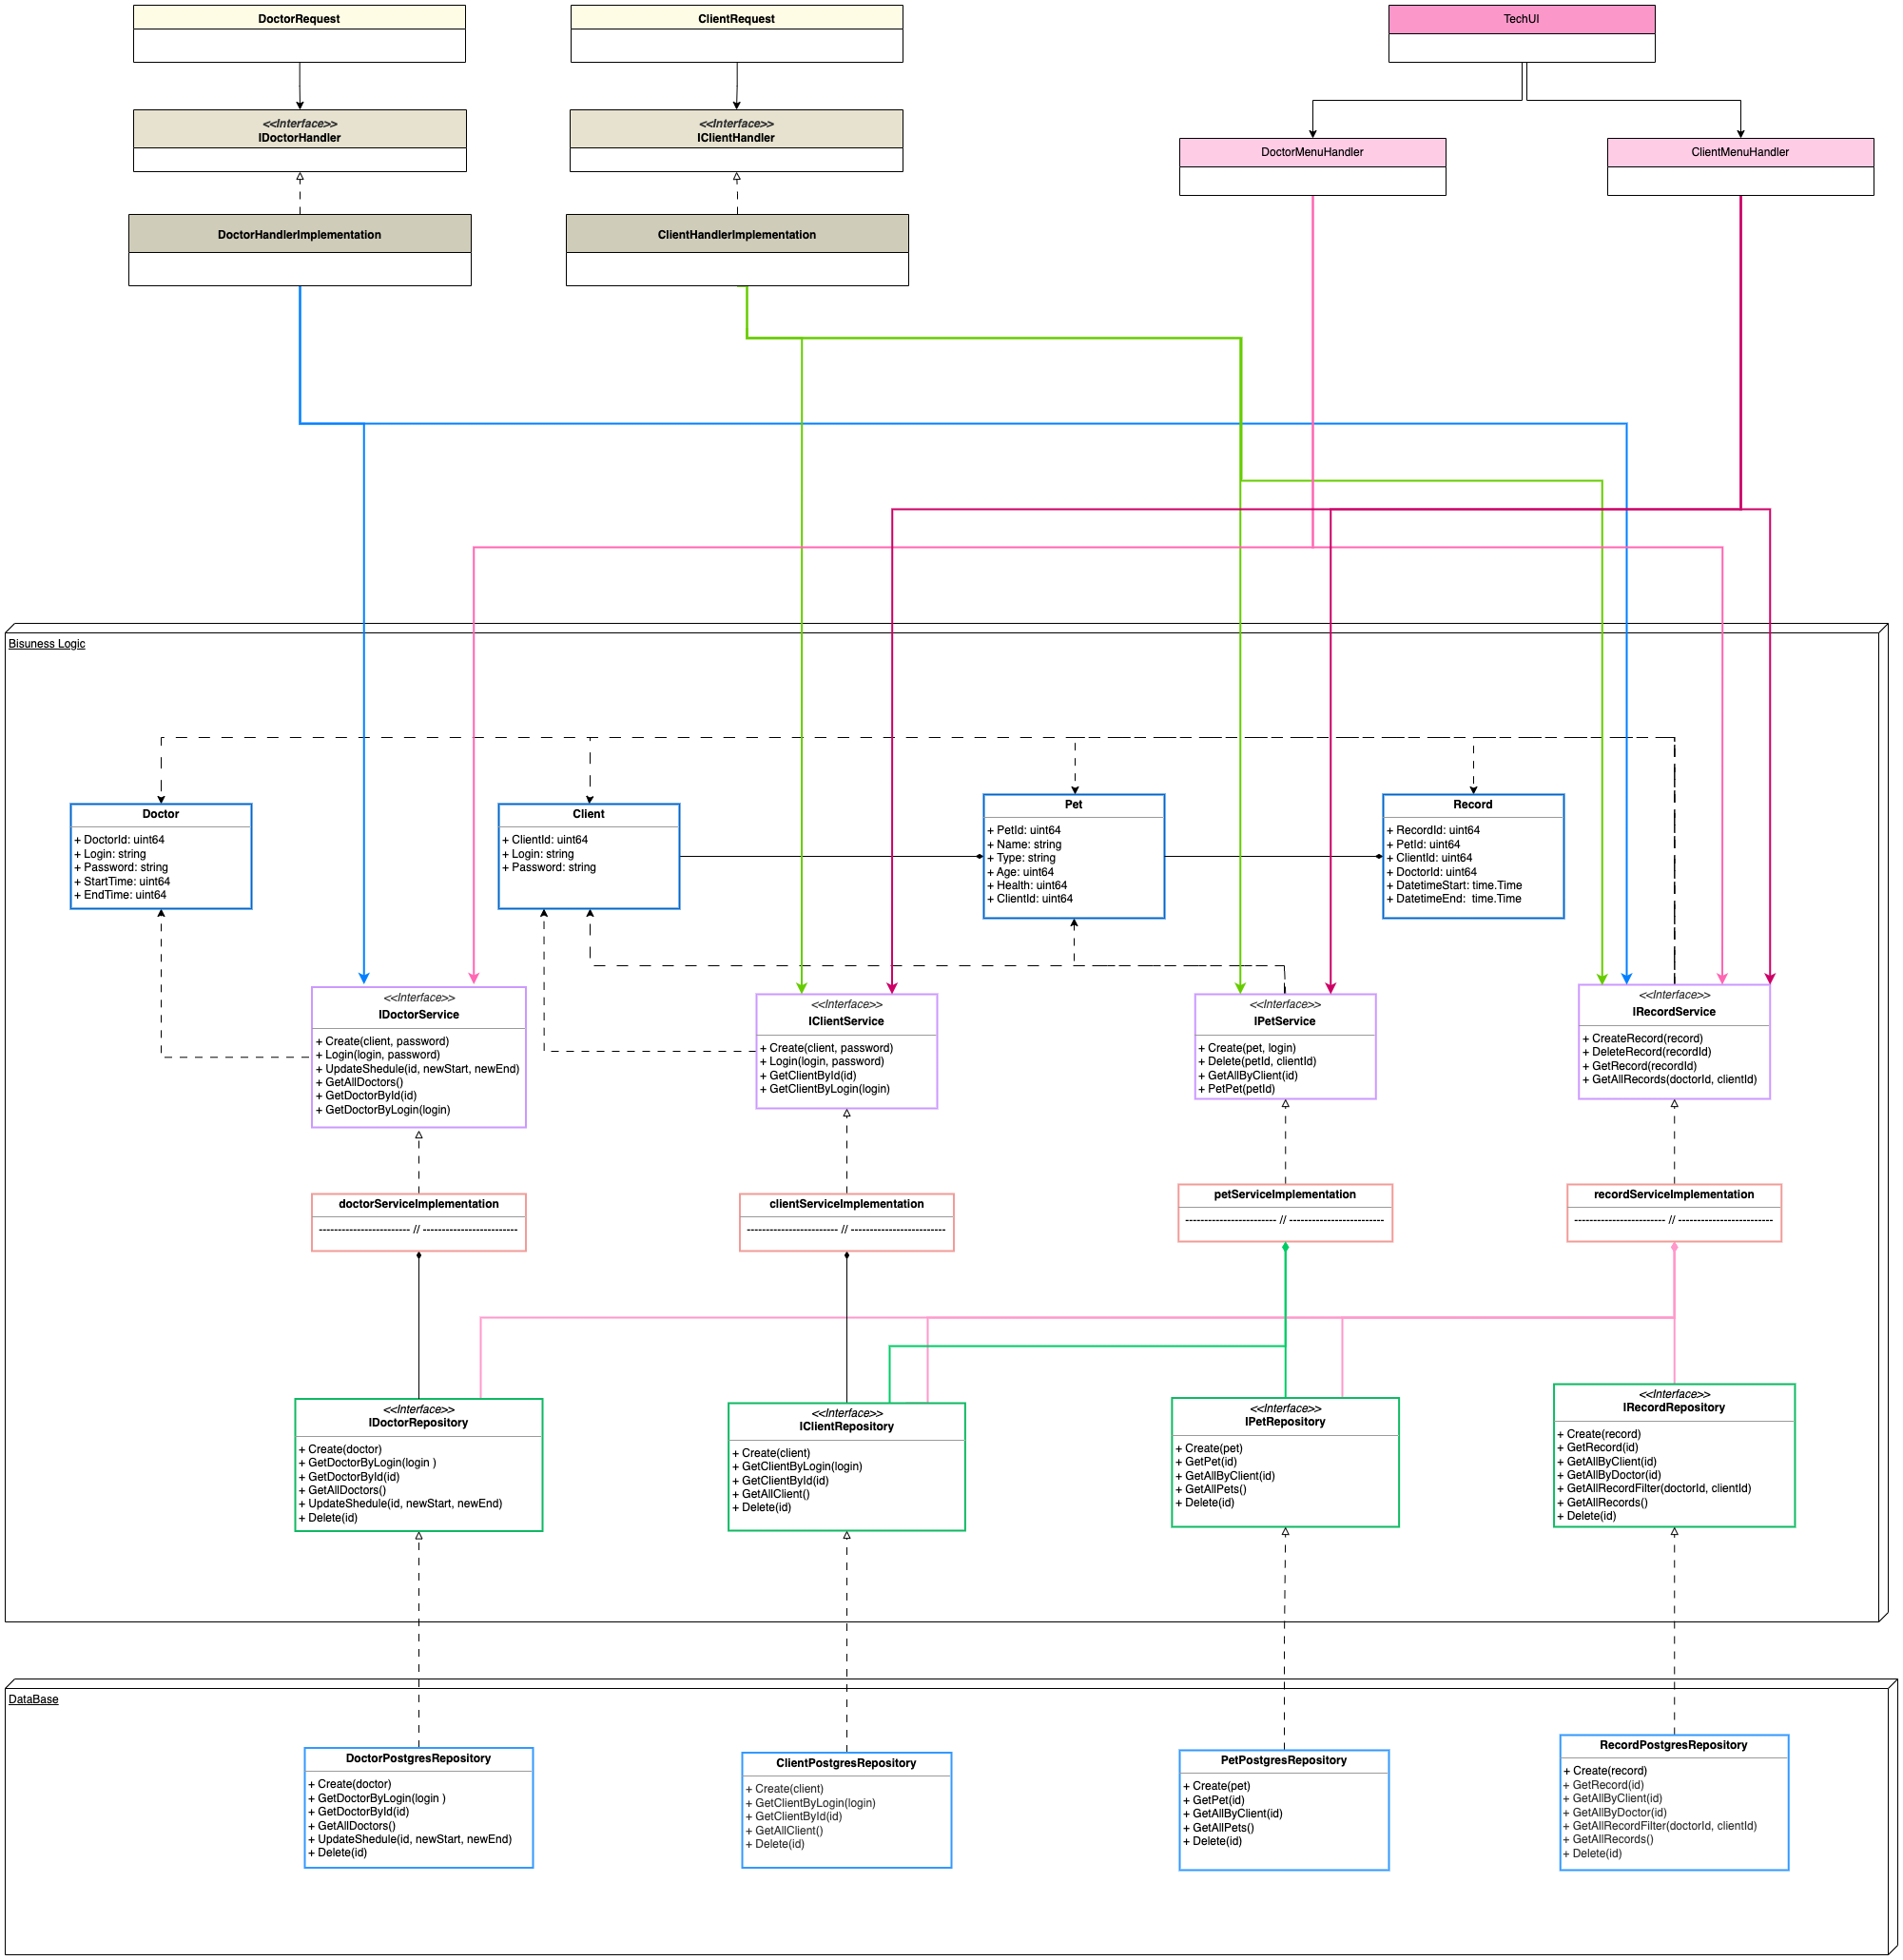 DoctorRequest
ClientRequest
TechUI
<<Interface>>
IDoctorHandler
<<Interface>>
IClientHandler
DoctorMenuHandler
ClientMenuHandler
DoctorHandlerImplementation
ClientHandlerImplementation
Bisuness Logic
Doctor
+ DoctorId: uint64
+ Login: string
+ Password: string
+ StartTime: uint64
+ EndTime: uint64
Client
+ ClientId: uint64
+ Login: string
+ Password: string
Pet
+ PetId: uint64
+ Name: string
+ Type: string
+ Age: uint64
+ Health: uint64
+ ClientId: uint64
Record
+ RecordId: uint64
+ PetId: uint64
+ ClientId: uint64
+ DoctorId: uint64
+ DatetimeStart: time.Time
+ DatetimeEnd:  time.Time
<<Interface>>
IDoctorService
+ Create(client, password)
+ Login(login, password)
+ UpdateShedule(id, newStart, newEnd)
+ GetAllDoctors()
+ GetDoctorById(id)
+ GetDoctorByLogin(login)
<<Interface>>
IClientService
+ Create(client, password)
+ Login(login, password)
+ GetClientById(id)
+ GetClientByLogin(login)
<<Interface>>
IPetService
+ Create(pet, login)
+ Delete(petId, clientId)
+ GetAllByClient(id)
+ PetPet(petId)
<<Interface>>
IRecordService
+ CreateRecord(record)
+ DeleteRecord(recordId)
+ GetRecord(recordId)
+ GetAllRecords(doctorId, clientId)
doctorServiceImplementation
------------------------ // -------------------------
clientServiceImplementation
------------------------ // -------------------------
petServiceImplementation
------------------------ // -------------------------
recordServiceImplementation
------------------------ // -------------------------
<<Interface>>
IDoctorRepository
+ Create(doctor)
+ GetDoctorByLogin(login )
+ GetDoctorById(id)
+ GetAllDoctors()
+ UpdateShedule(id, newStart, newEnd)
+ Delete(id)
<<Interface>>
IClientRepository
+ Create(client)
+ GetClientByLogin(login)
+ GetClientById(id)
+ GetAllClient()
+ Delete(id)
<<Interface>>
IPetRepository
+ Create(pet)
+ GetPet(id)
+ GetAllByClient(id)
+ GetAllPets()
+ Delete(id)
<<Interface>>
IRecordRepository
+ Create(record)
+ GetRecord(id)
+ GetAllByClient(id)
+ GetAllByDoctor(id)
+ GetAllRecordFilter(doctorId, clientId)
+ GetAllRecords()
+ Delete(id)
DataBase
DoctorPostgresRepository
+ Create(doctor)
+ GetDoctorByLogin(login )
+ GetDoctorById(id)
+ GetAllDoctors()
+ UpdateShedule(id, newStart, newEnd)
+ Delete(id)
ClientPostgresRepository
+ Create(client)
+ GetClientByLogin(login)
+ GetClientById(id)
+ GetAllClient()
+ Delete(id)
PetPostgresRepository
+ Create(pet)
+ GetPet(id)
+ GetAllByClient(id)
+ GetAllPets()
+ Delete(id)
RecordPostgresRepository
+ Create(record)
+ GetRecord(id)
+ GetAllByClient(id)
+ GetAllByDoctor(id)
+ GetAllRecordFilter(doctorId, clientId)
+ GetAllRecords()
+ Delete(id)